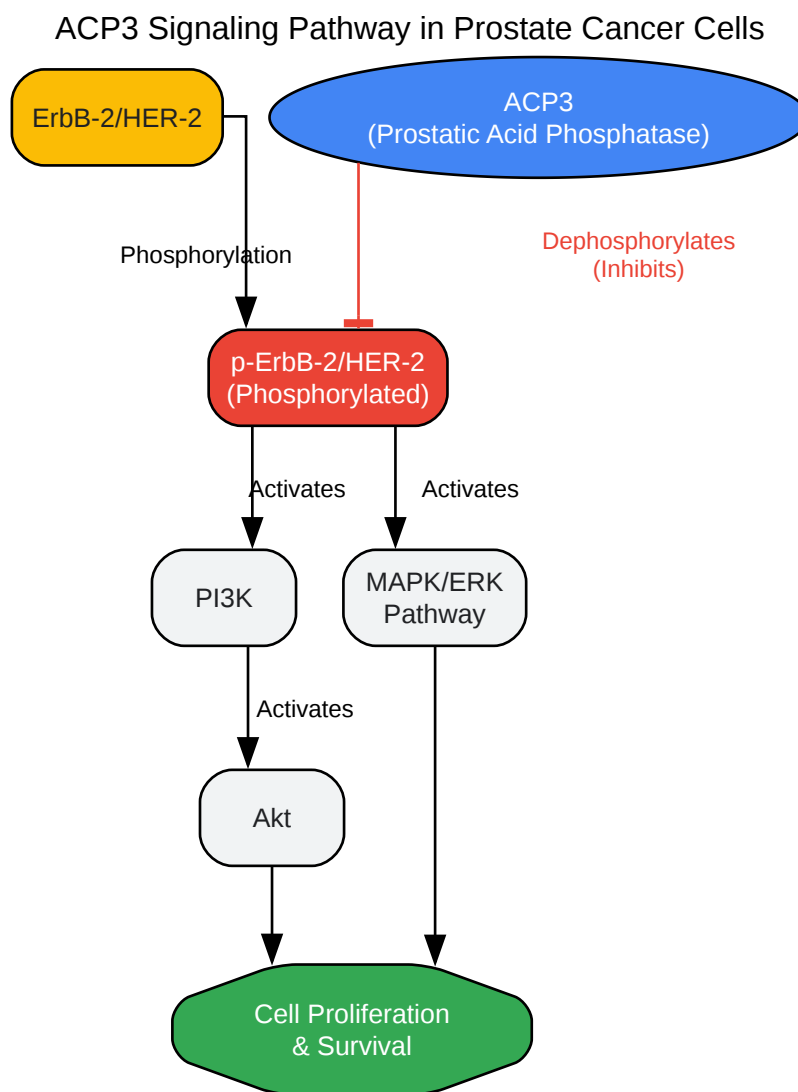 ACP3 Signaling Pathway in Prostate Cancer Cells
ErbB-2/HER-2
ACP3
(Prostatic Acid Phosphatase)
Phosphorylation
Dephosphorylates
(Inhibits)
p-ErbB-2/HER-2
(Phosphorylated)
Activates
Activates
PI3K
MAPK/ERK
Pathway
Activates
Akt
Cell Proliferation
& Survival